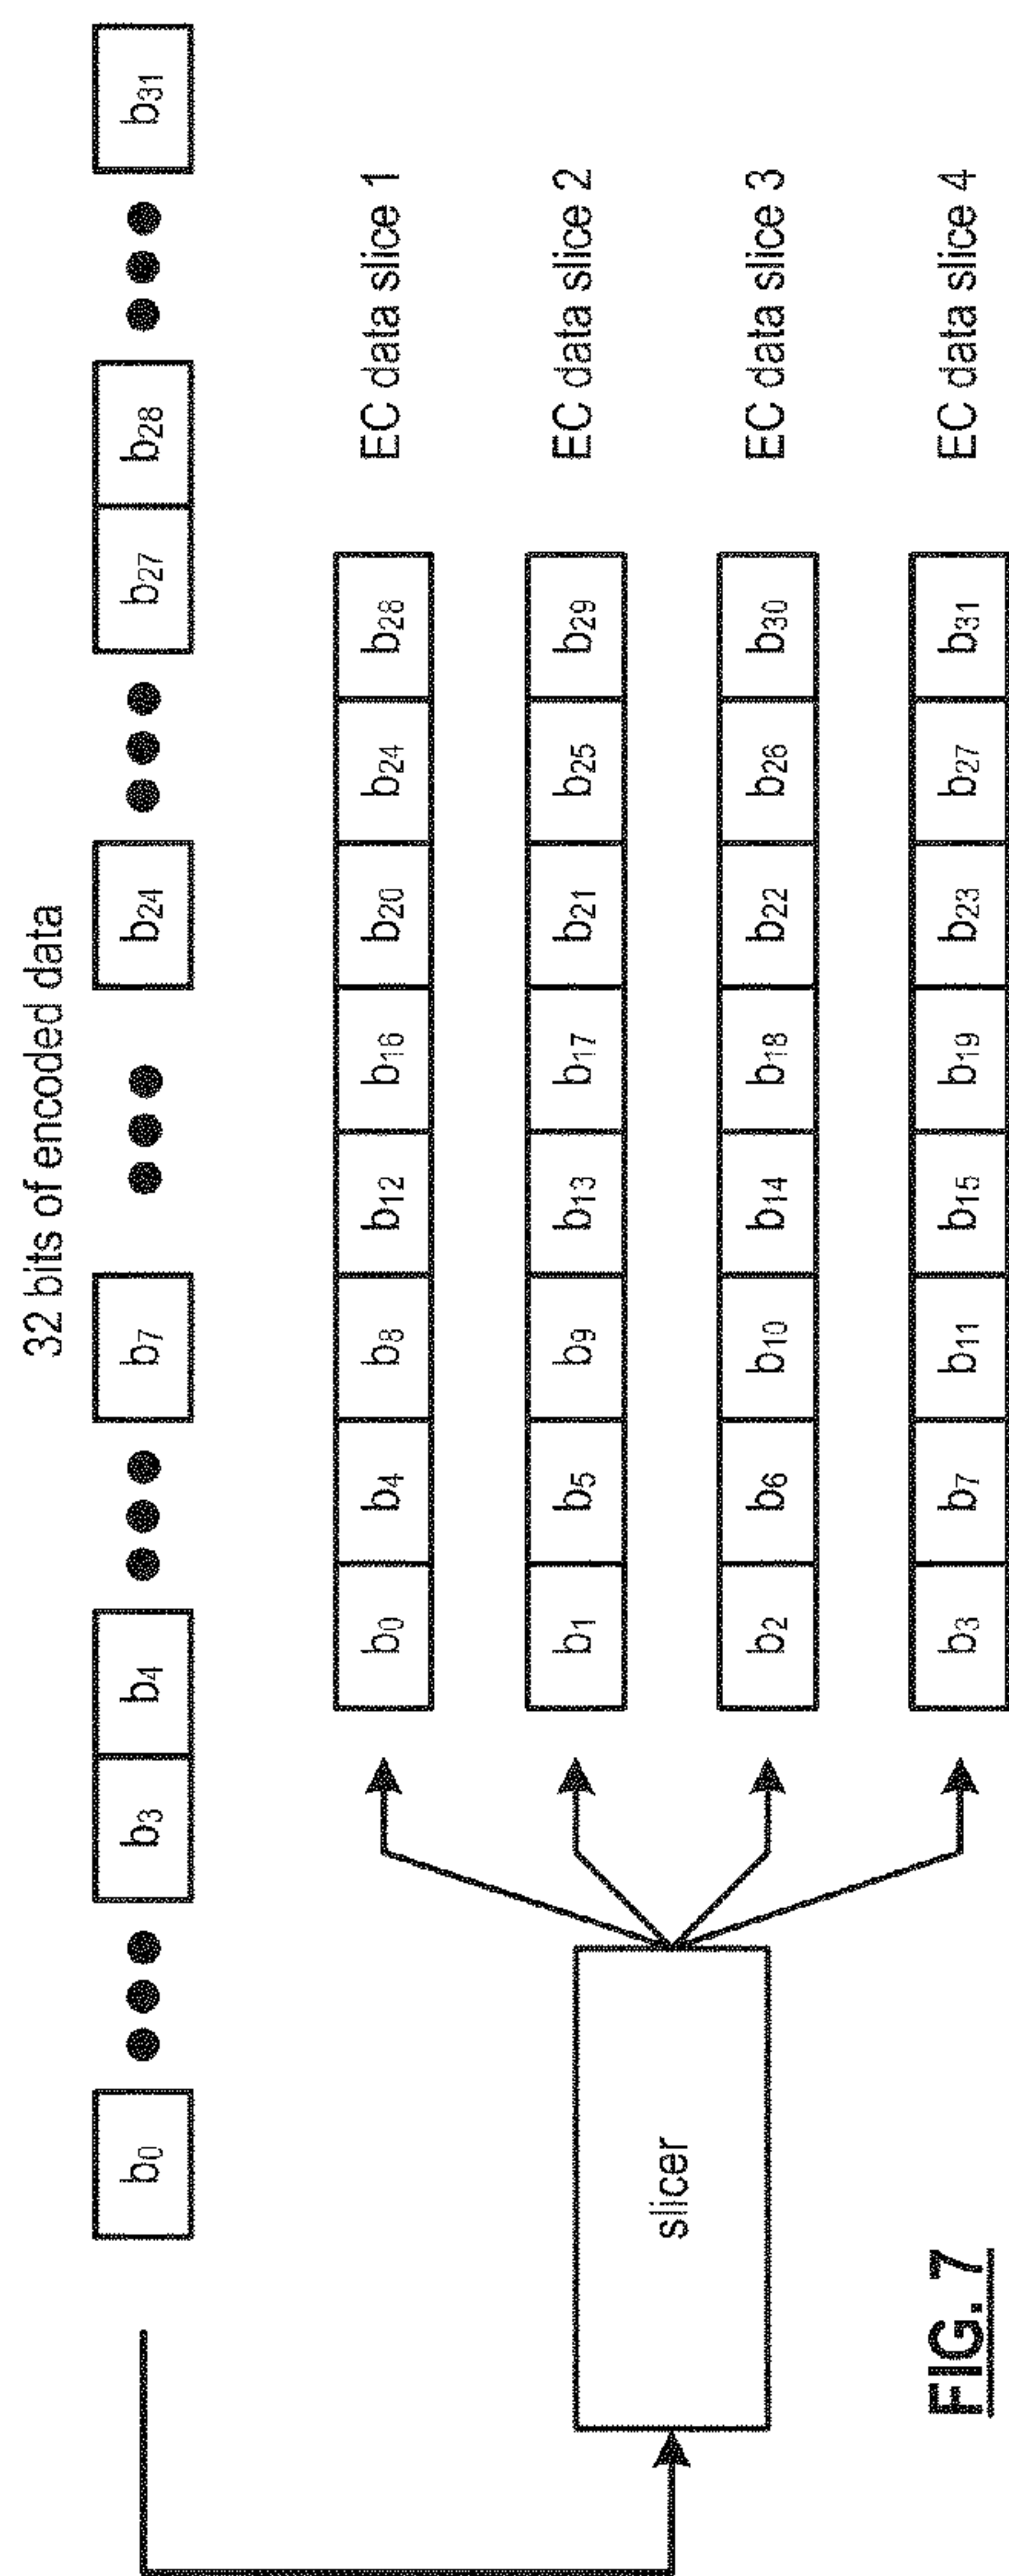 32 bits of encoded data
b0 b3 b4 b7 b24 b27 b28 b31
b0 b4 b8 b12 b16 b20 b24 b28 EC data slice 1
b1 b5 b9 b13 b17 b21 b25 b29 EC data slice 2
slicer
b2 b6 b10 b14 b18 b22 b26 b30 EC data slice 3
b3 b7 b11 b15 b19 b23 b27 b31 EC data slice 4
FIG. 7